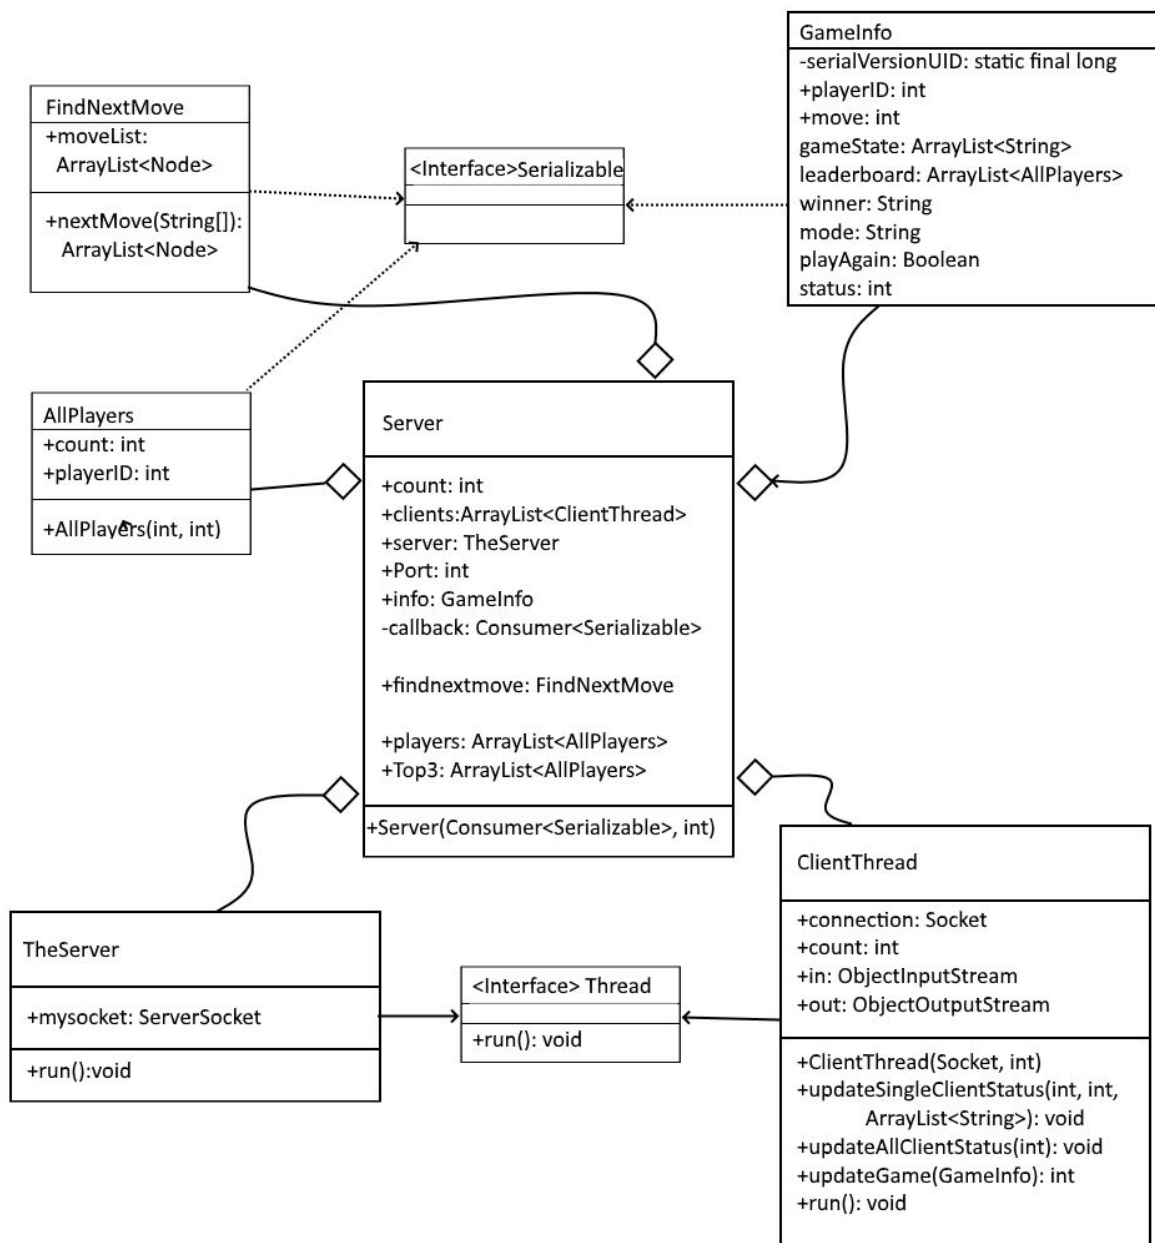 GameInfo
-serialVersionUID: static final long
+playerID: int
+move: int
gameState: ArrayList<String>
leaderboard: ArrayList<AllPlayers>
winner: String
mode: String
playAgain: Boolean
status: int
FindNextMove
+moveList:
ArrayList<Node>
+nextMove(String[]):
ArrayList<Node>
<Interface>Serializable
AllPlayers
+count: int
+playerID: int
+AllPlayers(int, int)
Server
+count: int
+clients:ArrayList<ClientThread>
+server: TheServer
+Port: int
+info: GameInfo
-callback: Consumer<Serializable>
+findnextmove: FindNextMove
+players: ArrayList<AllPlayers>
+Top3: ArrayList<AllPlayers>
+Server(Consumer<Serializable>, int)
TheServer
+mysocket: ServerSocket
+run():void
<Interface> Thread
+run(): void
ClientThread
+connection: Socket
+count: int
+in: ObjectInputStream
+out: ObjectOutputStream
+ClientThread(Socket, int)
+updateSingleClientStatus(int, int,
ArrayList<String>): void
+updateAllClientStatus(int): void
+updateGame(GameInfo): int
+run(): void